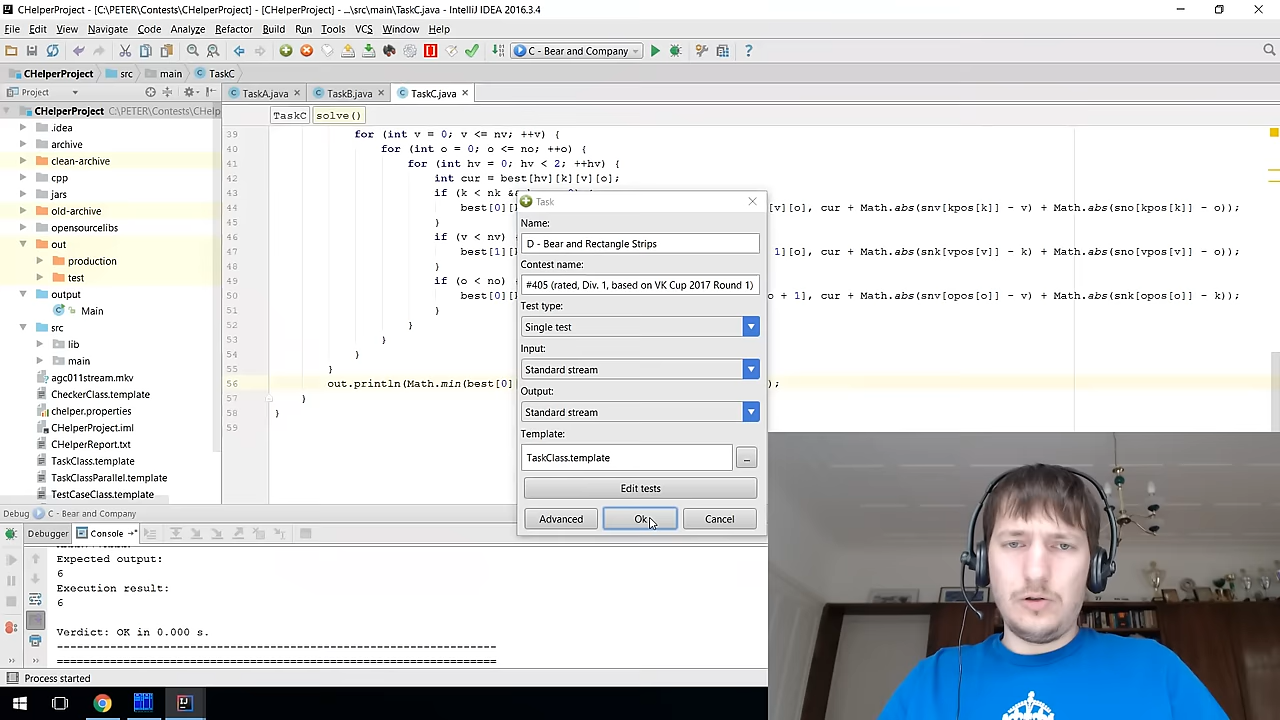 CHelperProject - [C:\PETER\Contests\CHelperProject] - [CHelperProject] - ...\src\main\TaskC.java - IntelliJ IDEA 2016.3.4
File Edit View Navigate Code Analyze Refactor Build Run Tools VCS Window Help
C - Bear and Company
CHelperProject src main TaskC
Project TaskA.java TaskB.java TaskC.java
CHelperProject C:\PETER\Contests\CHelp
TaskC solve()
.idea
archive
clean-archive
cpp
jars
old-archive
opensourcelibs
out
production
test
output
Main
src
lib
main
agc011stream.mkv
CheckerClass.template
chelper.properties
CHelperProject.iml
CHelperReport.txt
TaskClass.template
TaskClassParallel.template
TestCaseClass.template
39 for (int v = 0; v <= nv; ++v) {
40 for (int o = 0; o <= no; ++o) {
41 for (int hv = 0; hv < 2; ++hv) {
42 int cur = best[hv][k][v][o];
43 if (k < nk &&
44 best[0][ [v][o], cur + Math.abs(snv[kpos[k]] - v) + Math.abs(sno[kpos[k]] - o));
45 }
46 if (v < nv)
47 best[1][ 1][o], cur + Math.abs(snk[vpos[v]] - k) + Math.abs(sno[vpos[v]] - o));
48 }
49 if (o < no)
50 best[0][ o + 1], cur + Math.abs(snv[opos[o]] - v) + Math.abs(snk[opos[o]] - k));
51 }
52 }
53 }
54 }
55 }
56 out.println(Math.min(best[0] );
57 }
58 }
59
Task
Name:
D - Bear and Rectangle Strips
Contest name:
#405 (rated, Div. 1, based on VK Cup 2017 Round 1)
Test type:
Single test
Input:
Standard stream
Output:
Standard stream
Template:
TaskClass.template ...
Edit tests
Advanced Ok Cancel
Debug C - Bear and Company
Debugger Console
Expected output:
6
Execution result:
6
Verdict: OK in 0.000 s.
------------------------------------------------------------------
==================================================================
Process started